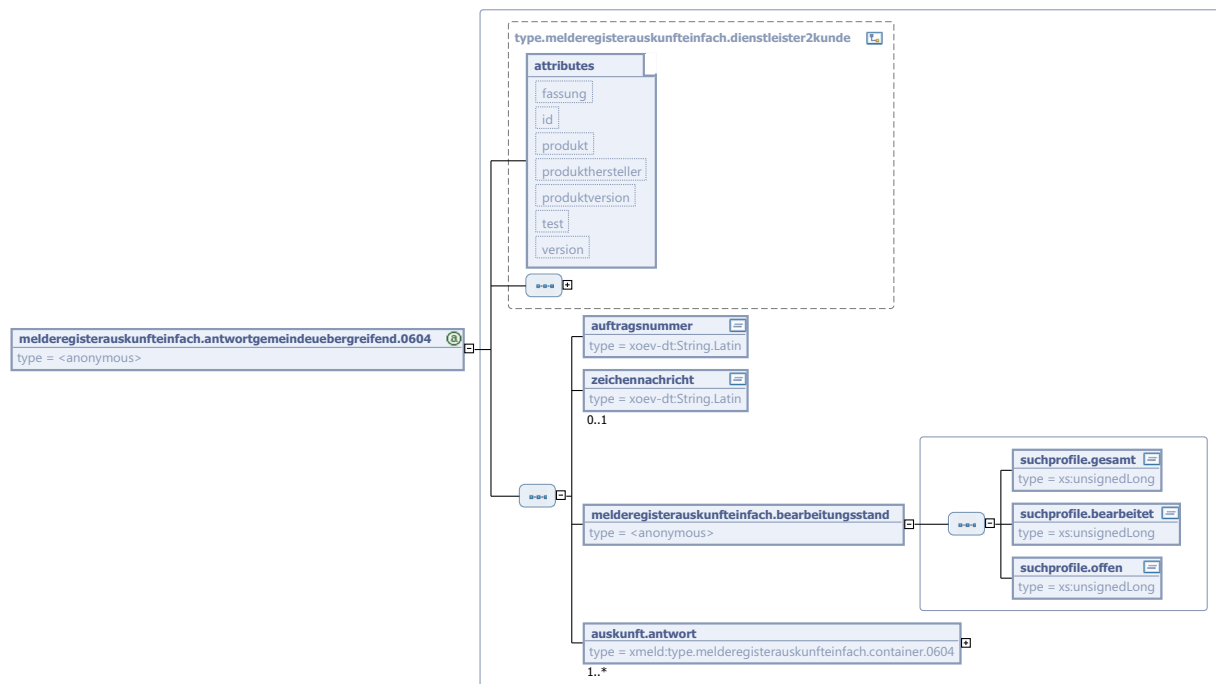 type.melderegisterauskunfteinfach.dienstleister2kunde
attributes
fassung
id
produkt
produkthersteller
produktversion
test
version
melderegisterauskunfteinfach.antwortgemeindeuebergreifend.0604
type = <anonymous>
auftragsnummer
type = xoev-dt:String.Latin
zeichennachricht
type = xoev-dt:String.Latin
0..1
melderegisterauskunfteinfach.bearbeitungsstand
type = <anonymous>
suchprofile.gesamt
type = xs:unsignedLong
suchprofile.bearbeitet
type = xs:unsignedLong
suchprofile.offen
type = xs:unsignedLong
auskunft.antwort
type = xmeld:type.melderegisterauskunfteinfach.container.0604
1..*